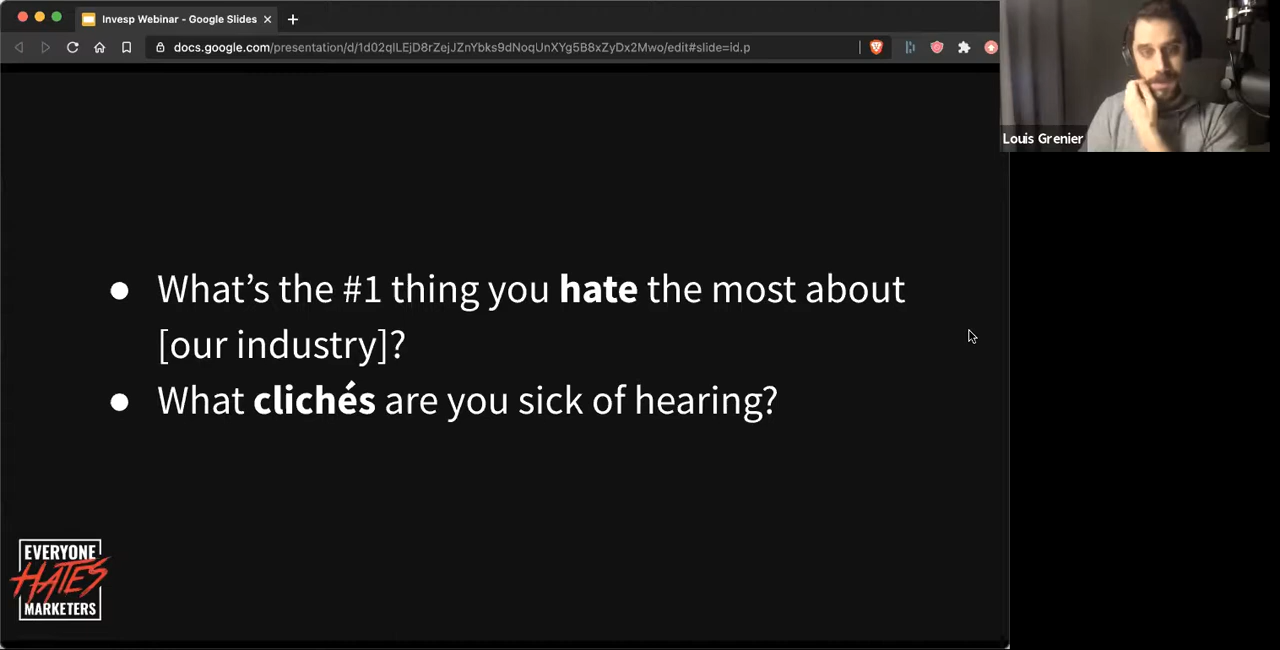 Invesp Webinar - Google Slides
docs.google.com/presentation/d/1d02qILEjD8rZejJZnYbks9dNoqUnXYg5B8xZyDx2Mwo/edit#slide=id.p
Louis Grenier
● What’s the #1 thing you hate the most about
[our industry]?
● What clichés are you sick of hearing?
EVERYONE
HATES
MARKETERS